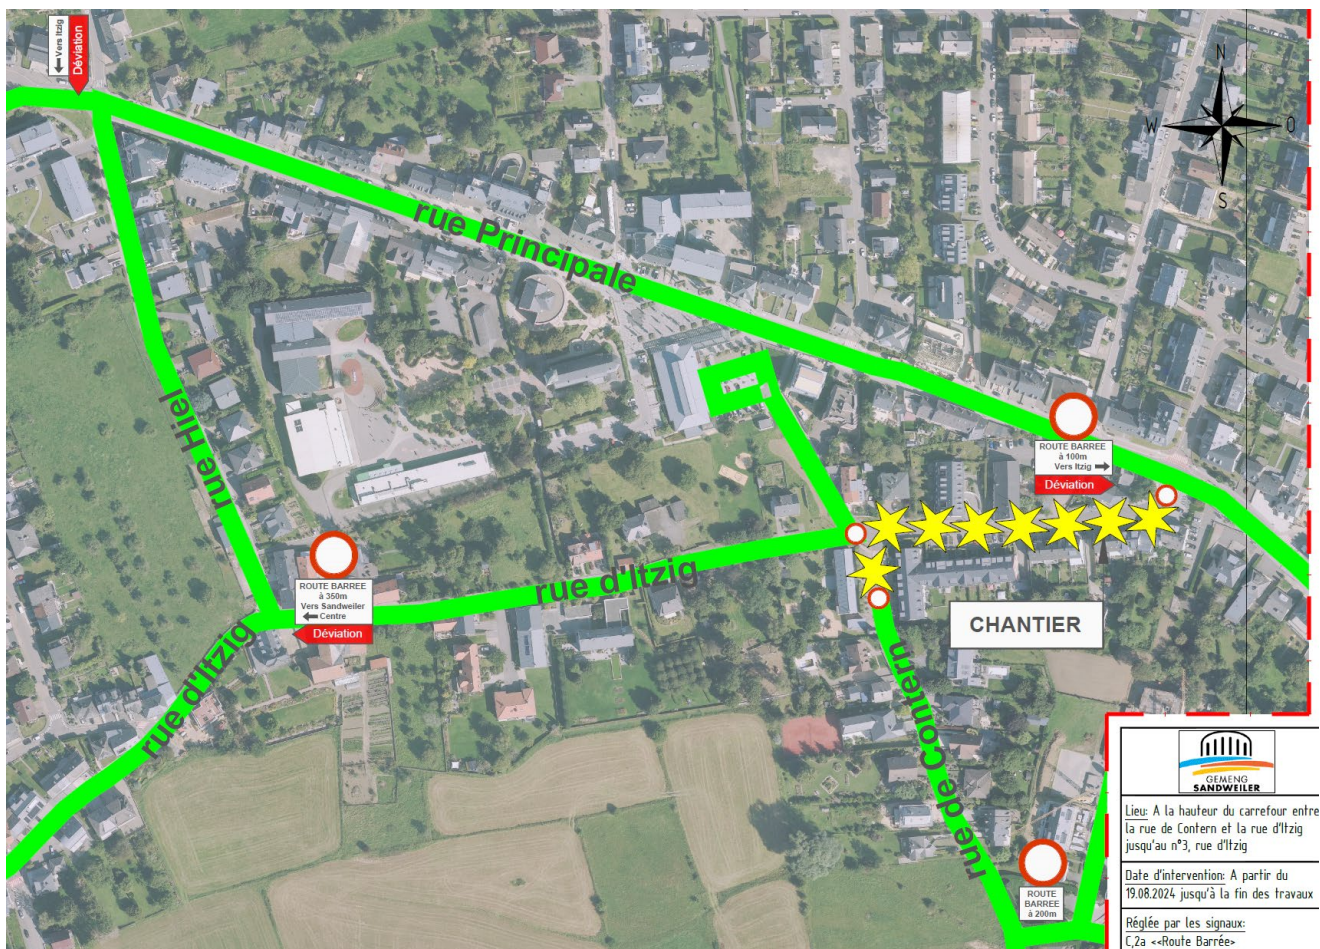 Vers Itzig
Déviation
N
W
O
S
rue Principale
rue Hiel
ROUTE BARREE
à 100m
Vers Itzig
Déviation
ROUTE BARREE
à 350m
Vers Sandweiler
Centre
Déviation
rue d'Itzig
rue d'Itzig
CHANTIER
rue de Contern
ROUTE
BARREE
à 200m
GEMENG
SANDWEILER
Lieu: A la hauteur du carrefour entre
la rue de Contern et la rue d'Itzig
jusqu'au n°3, rue d'Itzig
Date d'intervention: A partir du
19.08.2024 jusqu'à la fin des travaux
Réglée par les signaux:
C,2a <<Route Barrée>